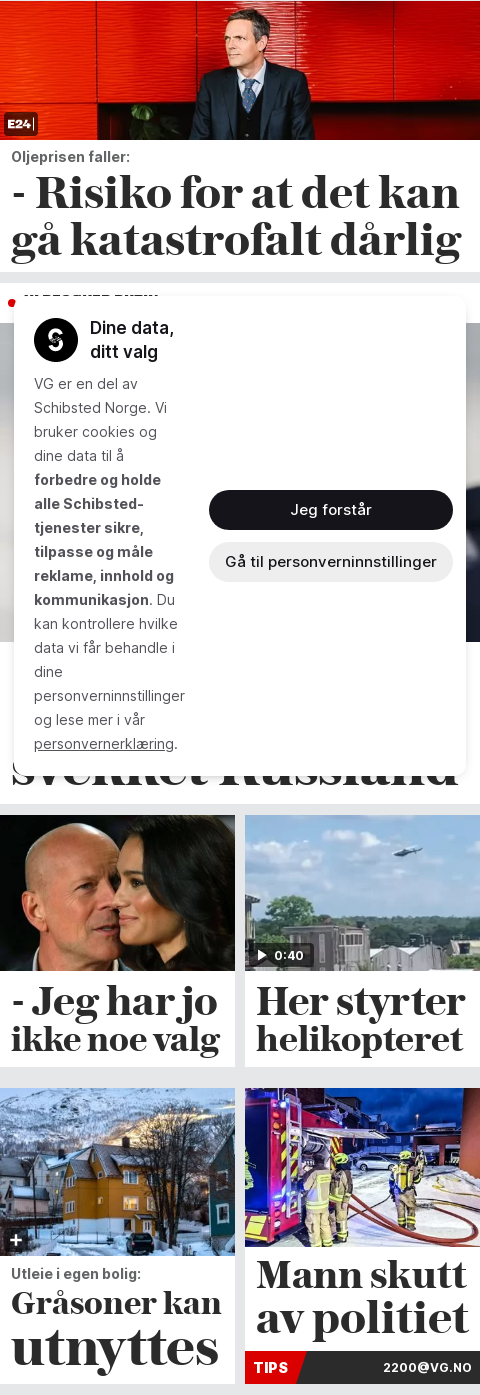 E24
Oljeprisen faller:
- Risiko for at det kan
gå katastrofalt dårlig
Dine data,
ditt valg
VG er en del av
Schibsted Norge. Vi
bruker cookies og
dine data til å
forbedre og holde
alle Schibsted-
tjenester sikre,
tilpasse og måle
reklame, innhold og
kommunikasjon. Du
kan kontrollere hvilke
data vi får behandle i
dine
personverninnstillinger
og lese mer i vår
personvernerklæring.
Jeg forstår
Gå til personverninnstillinger
svekket Russland
0:40
- Jeg har jo
ikke noe valg
Her styrter
helikopteret
Utleie i egen bolig:
Gråsoner kan
utnyttes
Mann skutt
av politiet
TIPS 2200@VG.NO